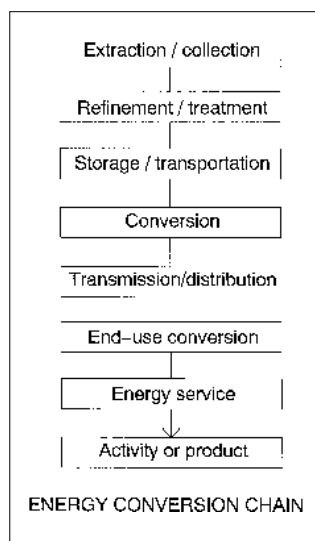 Extraction / collection
Refinement / treatment
Storage / transportation
Conversion
Transmission/distribution
End-use conversion
Energy service
Activity or product
ENERGY CONVERSION CHAIN